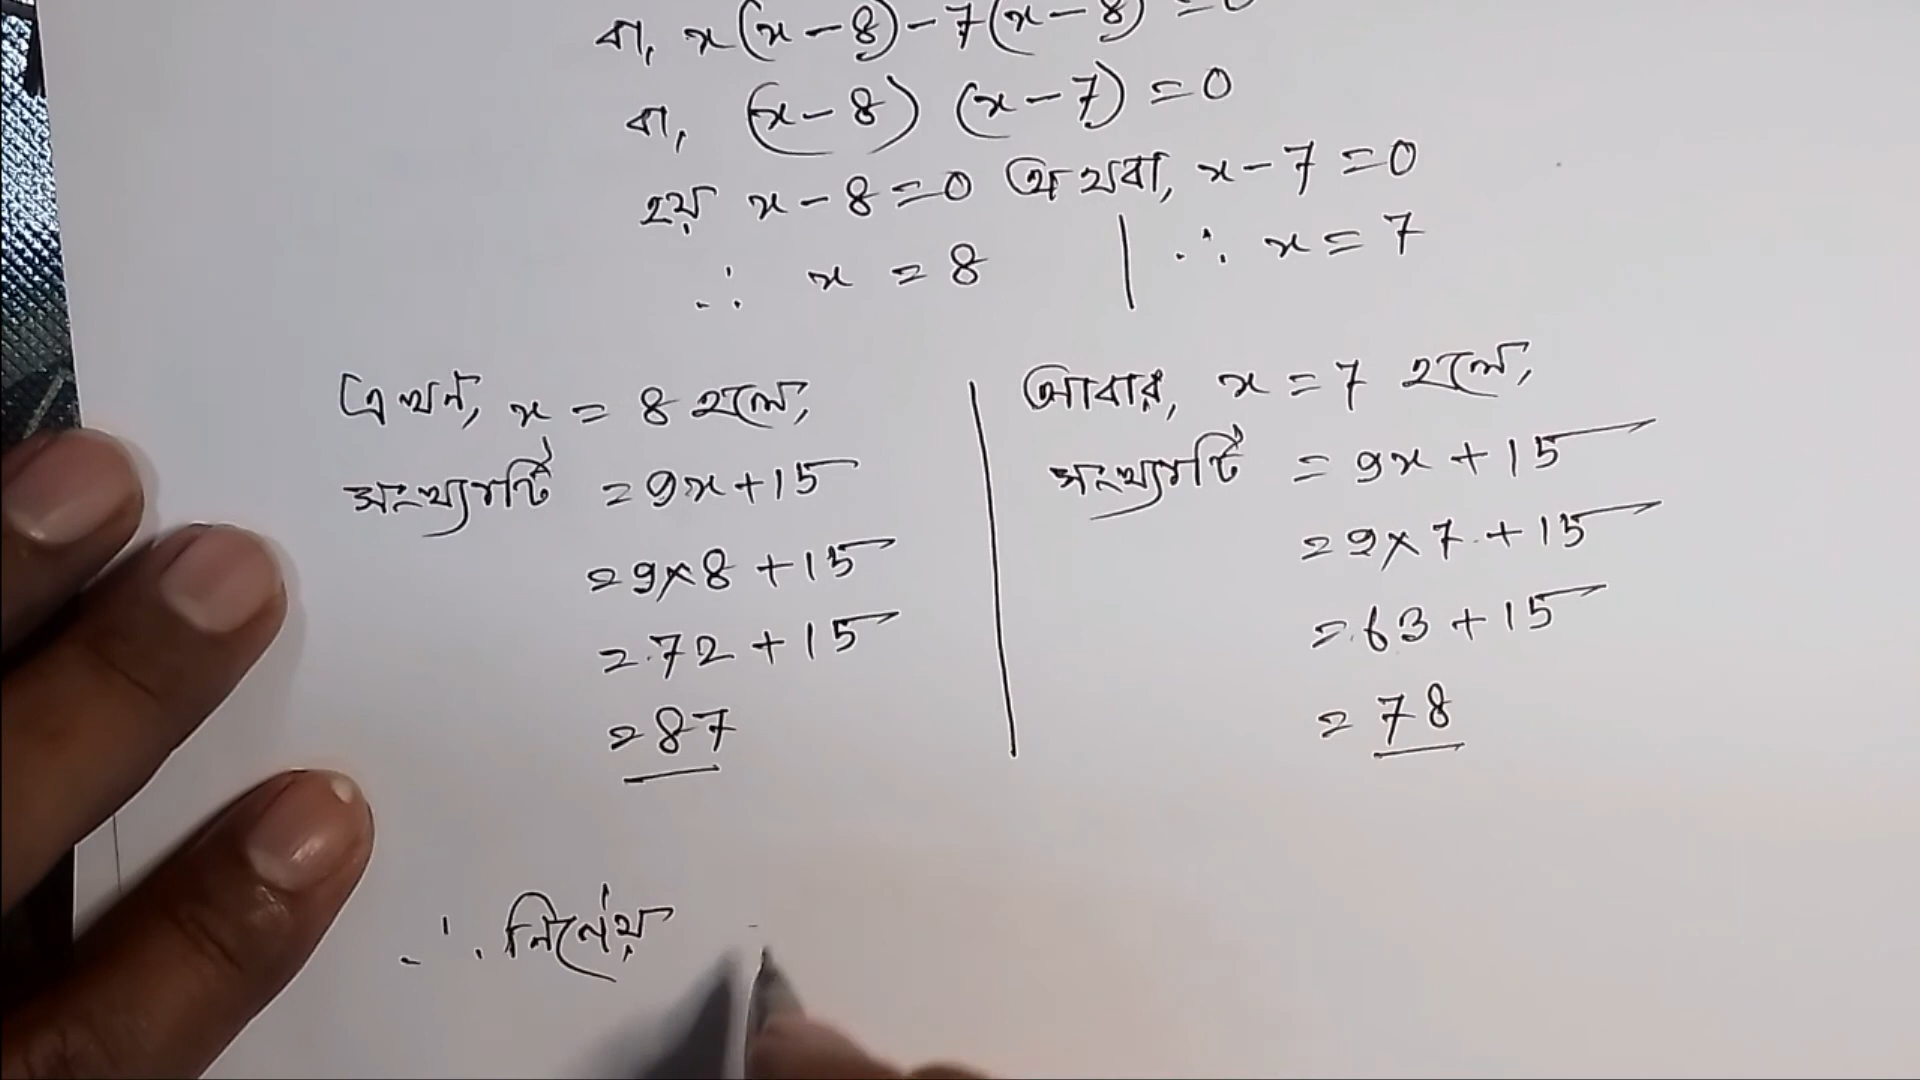 বা, x(x-8)-7(x-8)=0
বা, (x-8) (x-7)=0
হয় x-8=0 অথবা, x-7=0
∴ x = 8 | ∴ x = 7
এখন, x = 8 হলে,
সংখ্যাটি = 9x+15
= 9×8+15
= 72+15
= 87
আবার, x = 7 হলে,
সংখ্যাটি = 9x+15
= 9×7+15
= 63+15
= 78
∴ নির্ণেয়